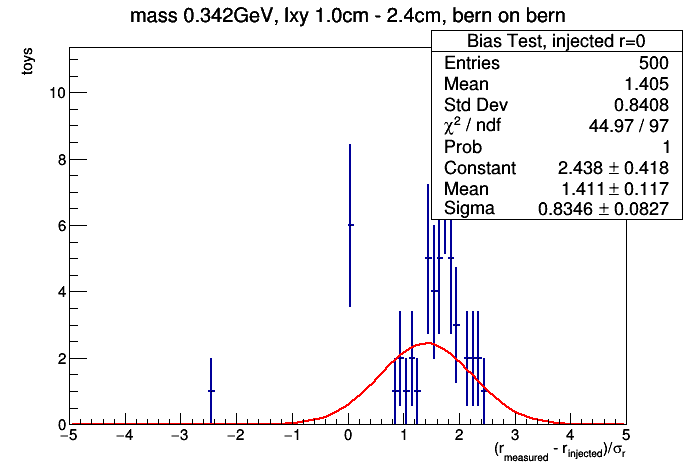 mass 0.342GeV, lxy 1.0cm - 2.4cm, bern on bern
toys
Bias Test, injected r=0
Entries 500
Mean 1.405
Std Dev 0.8408
χ² / ndf 44.97 / 97
Prob 1
Constant 2.438 ± 0.418
Mean 1.411 ± 0.117
Sigma 0.8346 ± 0.0827
10
8
6
4
2
0
−5 −4 −3 −2 −1 0 1 2 3 4 5
(r_measured - r_injected)/σ_r